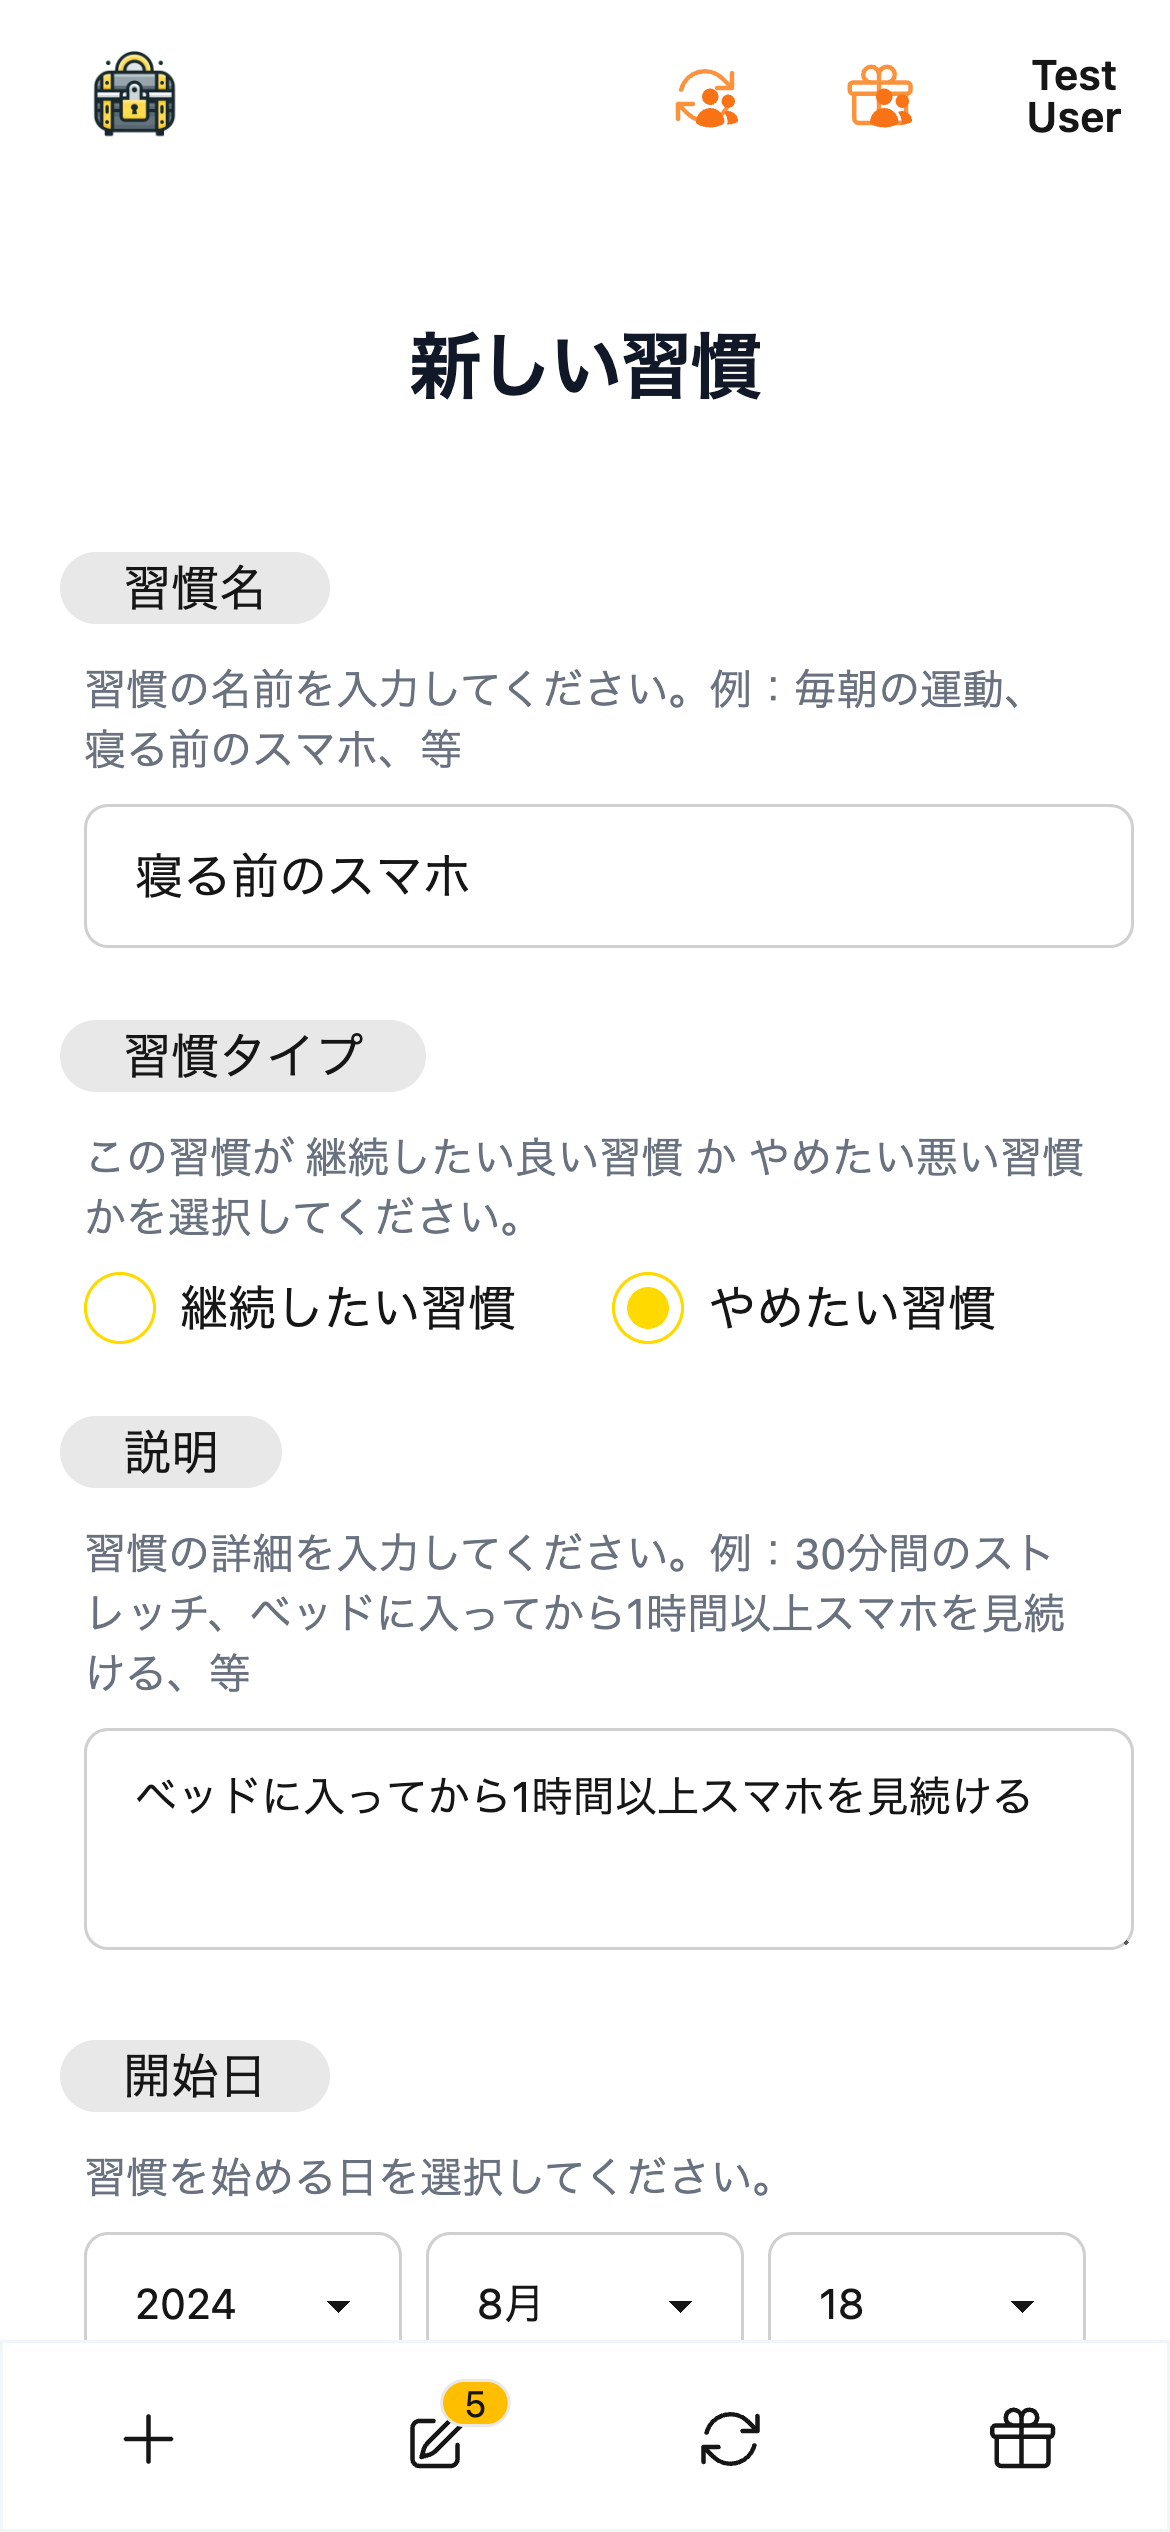 Test
User
新しい習慣
習慣名
習慣の名前を入力してください。例：毎朝の運動、
寝る前のスマホ、等
寝る前のスマホ
習慣タイプ
この習慣が 継続したい良い習慣 か やめたい悪い習慣
かを選択してください。
継続したい習慣 やめたい習慣
説明
習慣の詳細を入力してください。例：30分間のスト
レッチ、ベッドに入ってから1時間以上スマホを見続
ける、等
ベッドに入ってから1時間以上スマホを見続ける
開始日
習慣を始める日を選択してください。
2024 8月 18
5